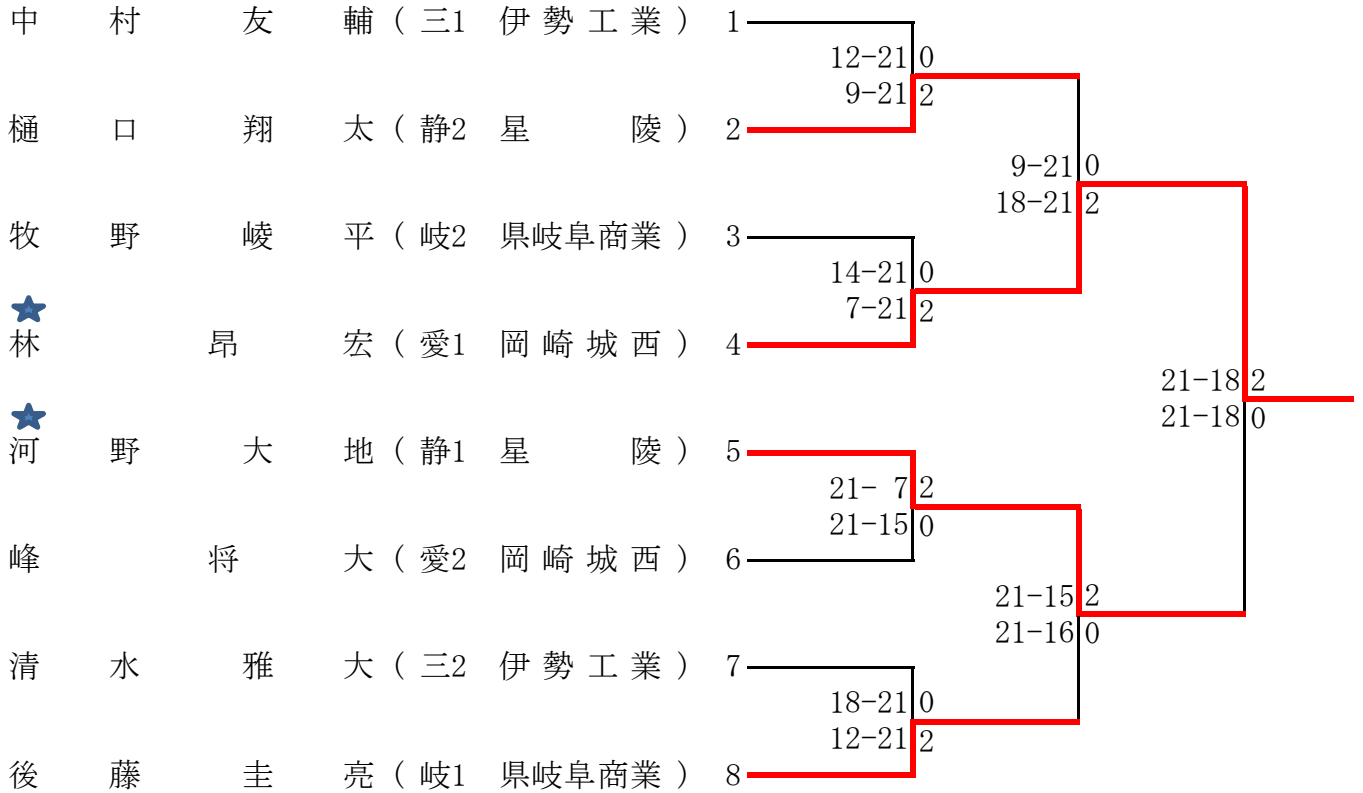 中村友輔(三1 伊勢工業) 1
12-21 0
9-21 2
樋口翔太(静2 星陵) 2
9-21 0
18-21 2
牧野崚平(岐2 県岐阜商業) 3
14-21 0
7-21 2
林昂宏(愛1 岡崎城西) 4
21-18 2
21-18 0
河野大地(静1 星陵) 5
21- 7 2
21-15 0
峰将大(愛2 岡崎城西) 6
21-15 2
21-16 0
清水雅大(三2 伊勢工業) 7
18-21 0
12-21 2
後藤圭亮(岐1 県岐阜商業) 8